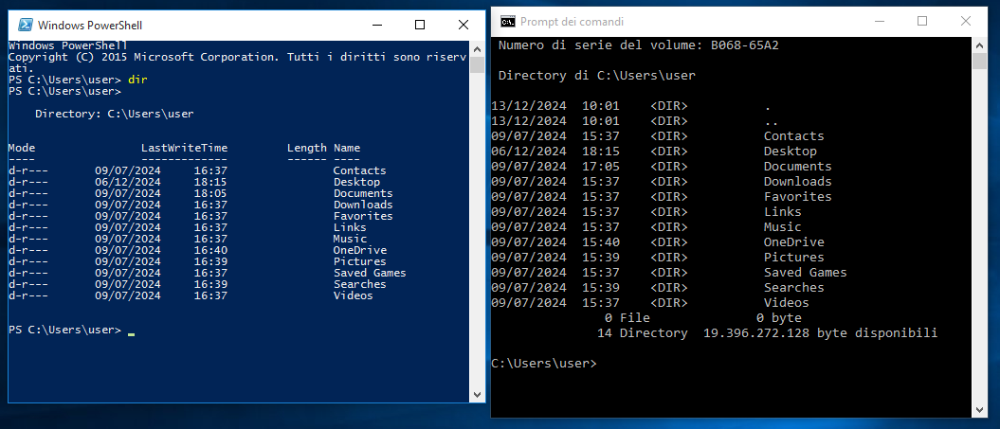 Windows PowerShell
Windows PowerShell
Copyright (C) 2015 Microsoft Corporation. Tutti i diritti sono riserv
ati.
PS C:\Users\user> dir
PS C:\Users\user>
Directory: C:\Users\user
Mode LastWriteTime Length Name
---- ------------- ------ ----
d-r--- 09/07/2024 16:37 Contacts
d-r--- 06/12/2024 18:15 Desktop
d-r--- 09/07/2024 18:05 Documents
d-r--- 09/07/2024 16:37 Downloads
d-r--- 09/07/2024 16:37 Favorites
d-r--- 09/07/2024 16:37 Links
d-r--- 09/07/2024 16:37 Music
d-r--- 09/07/2024 16:40 OneDrive
d-r--- 09/07/2024 16:39 Pictures
d-r--- 09/07/2024 16:37 Saved Games
d-r--- 09/07/2024 16:39 Searches
d-r--- 09/07/2024 16:37 Videos
PS C:\Users\user>
Prompt dei comandi
Numero di serie del volume: B068-65A2
Directory di C:\Users\user
13/12/2024 10:01 <DIR> .
13/12/2024 10:01 <DIR> ..
09/07/2024 15:37 <DIR> Contacts
06/12/2024 18:15 <DIR> Desktop
09/07/2024 17:05 <DIR> Documents
09/07/2024 15:37 <DIR> Downloads
09/07/2024 15:37 <DIR> Favorites
09/07/2024 15:37 <DIR> Links
09/07/2024 15:37 <DIR> Music
09/07/2024 15:40 <DIR> OneDrive
09/07/2024 15:39 <DIR> Pictures
09/07/2024 15:37 <DIR> Saved Games
09/07/2024 15:39 <DIR> Searches
09/07/2024 15:37 <DIR> Videos
0 File 0 byte
14 Directory 19.396.272.128 byte disponibili
C:\Users\user>